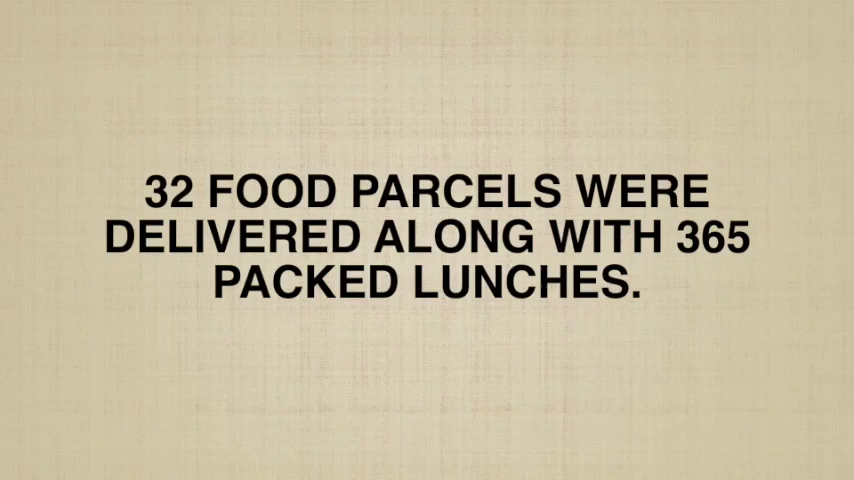 32 FOOD PARCELS WERE
DELIVERED ALONG WITH 365
PACKED LUNCHES.